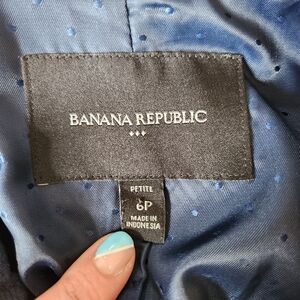 BANANA REPUBLIC
PETITE
6P
MADE IN
INDONESIA